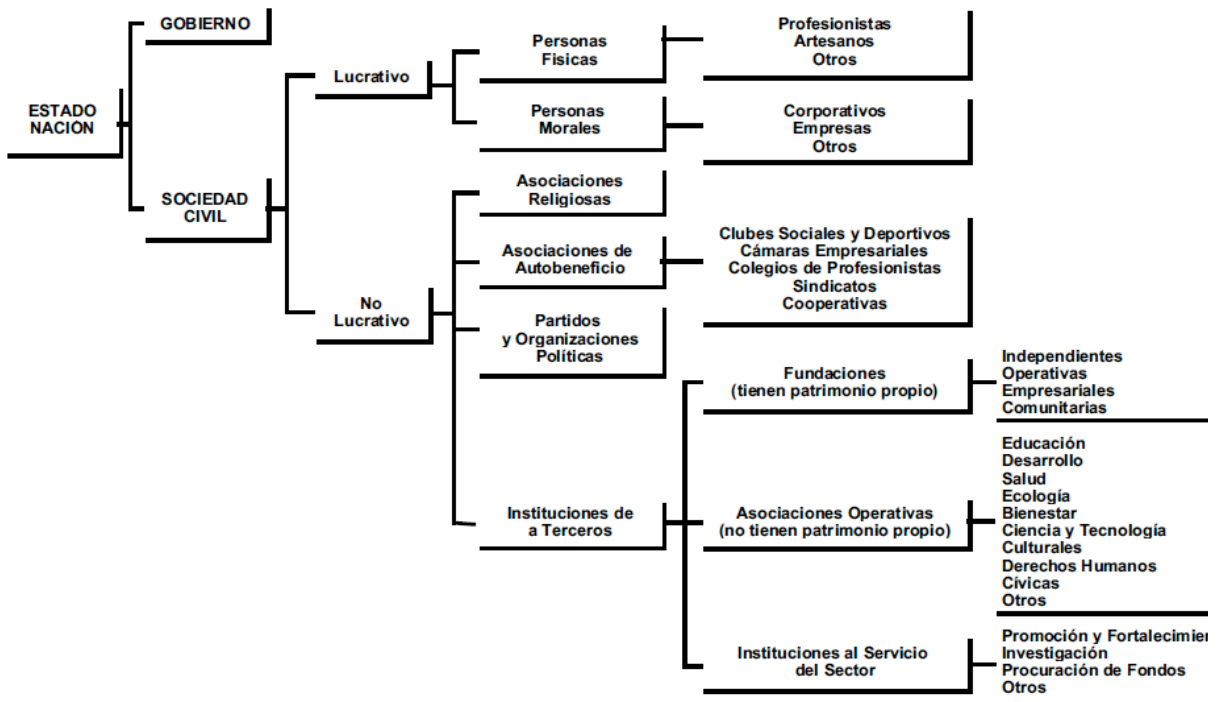 GOBIERNO
ESTADO
NACIÓN
SOCIEDAD
CIVIL
Lucrativo
No
Lucrativo
Personas
Fisicas
Personas
Morales
Asociaciones
Religiosas
Asociaciones de
Autobeneficio
Partidos
y Organizaciones
Políticas
Instituciones de
a Terceros
Profesionistas
Artesanos
Otros
Corporativos
Empresas
Otros
Clubes Sociales y Deportivos
Cámaras Empresariales
Colegios de Profesionistas
Sindicatos
Cooperativas
Fundaciones
(tienen patrimonio propio)
Asociaciones Operativas
(no tienen patrimonio propio)
Instituciones al Servicio
del Sector
Independientes
Operativas
Empresariales
Comunitarias
Educación
Desarrollo
Salud
Ecología
Bienestar
Ciencia y Tecnología
Culturales
Derechos Humanos
Cívicas
Otros
Promoción y Fortalecimien
Investigación
Procuración de Fondos
Otros